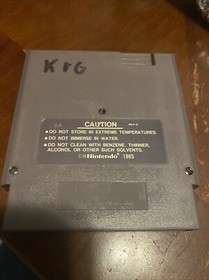 K rG
CAUTION
• DO NOT STORE IN EXTREME TEMPERATURES.
• DO NOT IMMERSE IN WATER.
• DO NOT CLEAN WITH BENZENE, THINNER,
ALCOHOL OR OTHER SUCH SOLVENTS.
© Nintendo® 1985